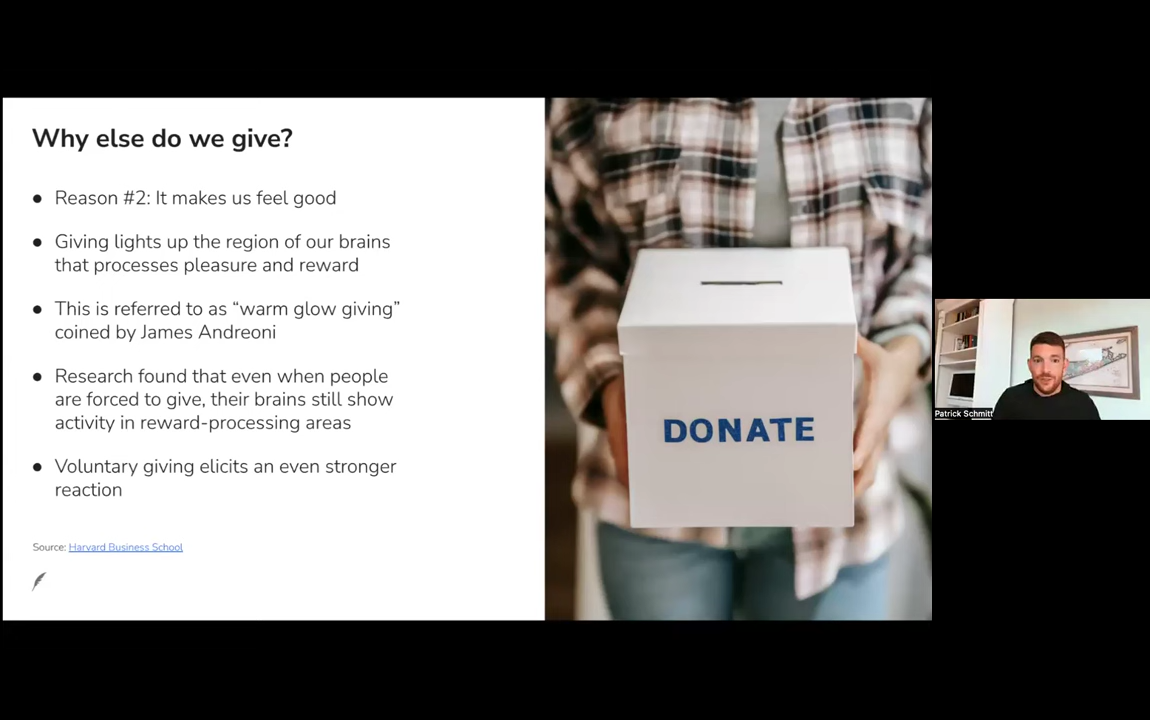 Why else do we give?
● Reason #2: It makes us feel good
● Giving lights up the region of our brains
that processes pleasure and reward
● This is referred to as “warm glow giving”
coined by James Andreoni
● Research found that even when people
are forced to give, their brains still show
activity in reward-processing areas
● Voluntary giving elicits an even stronger
reaction
Source: Harvard Business School
DONATE
Patrick Schmitt